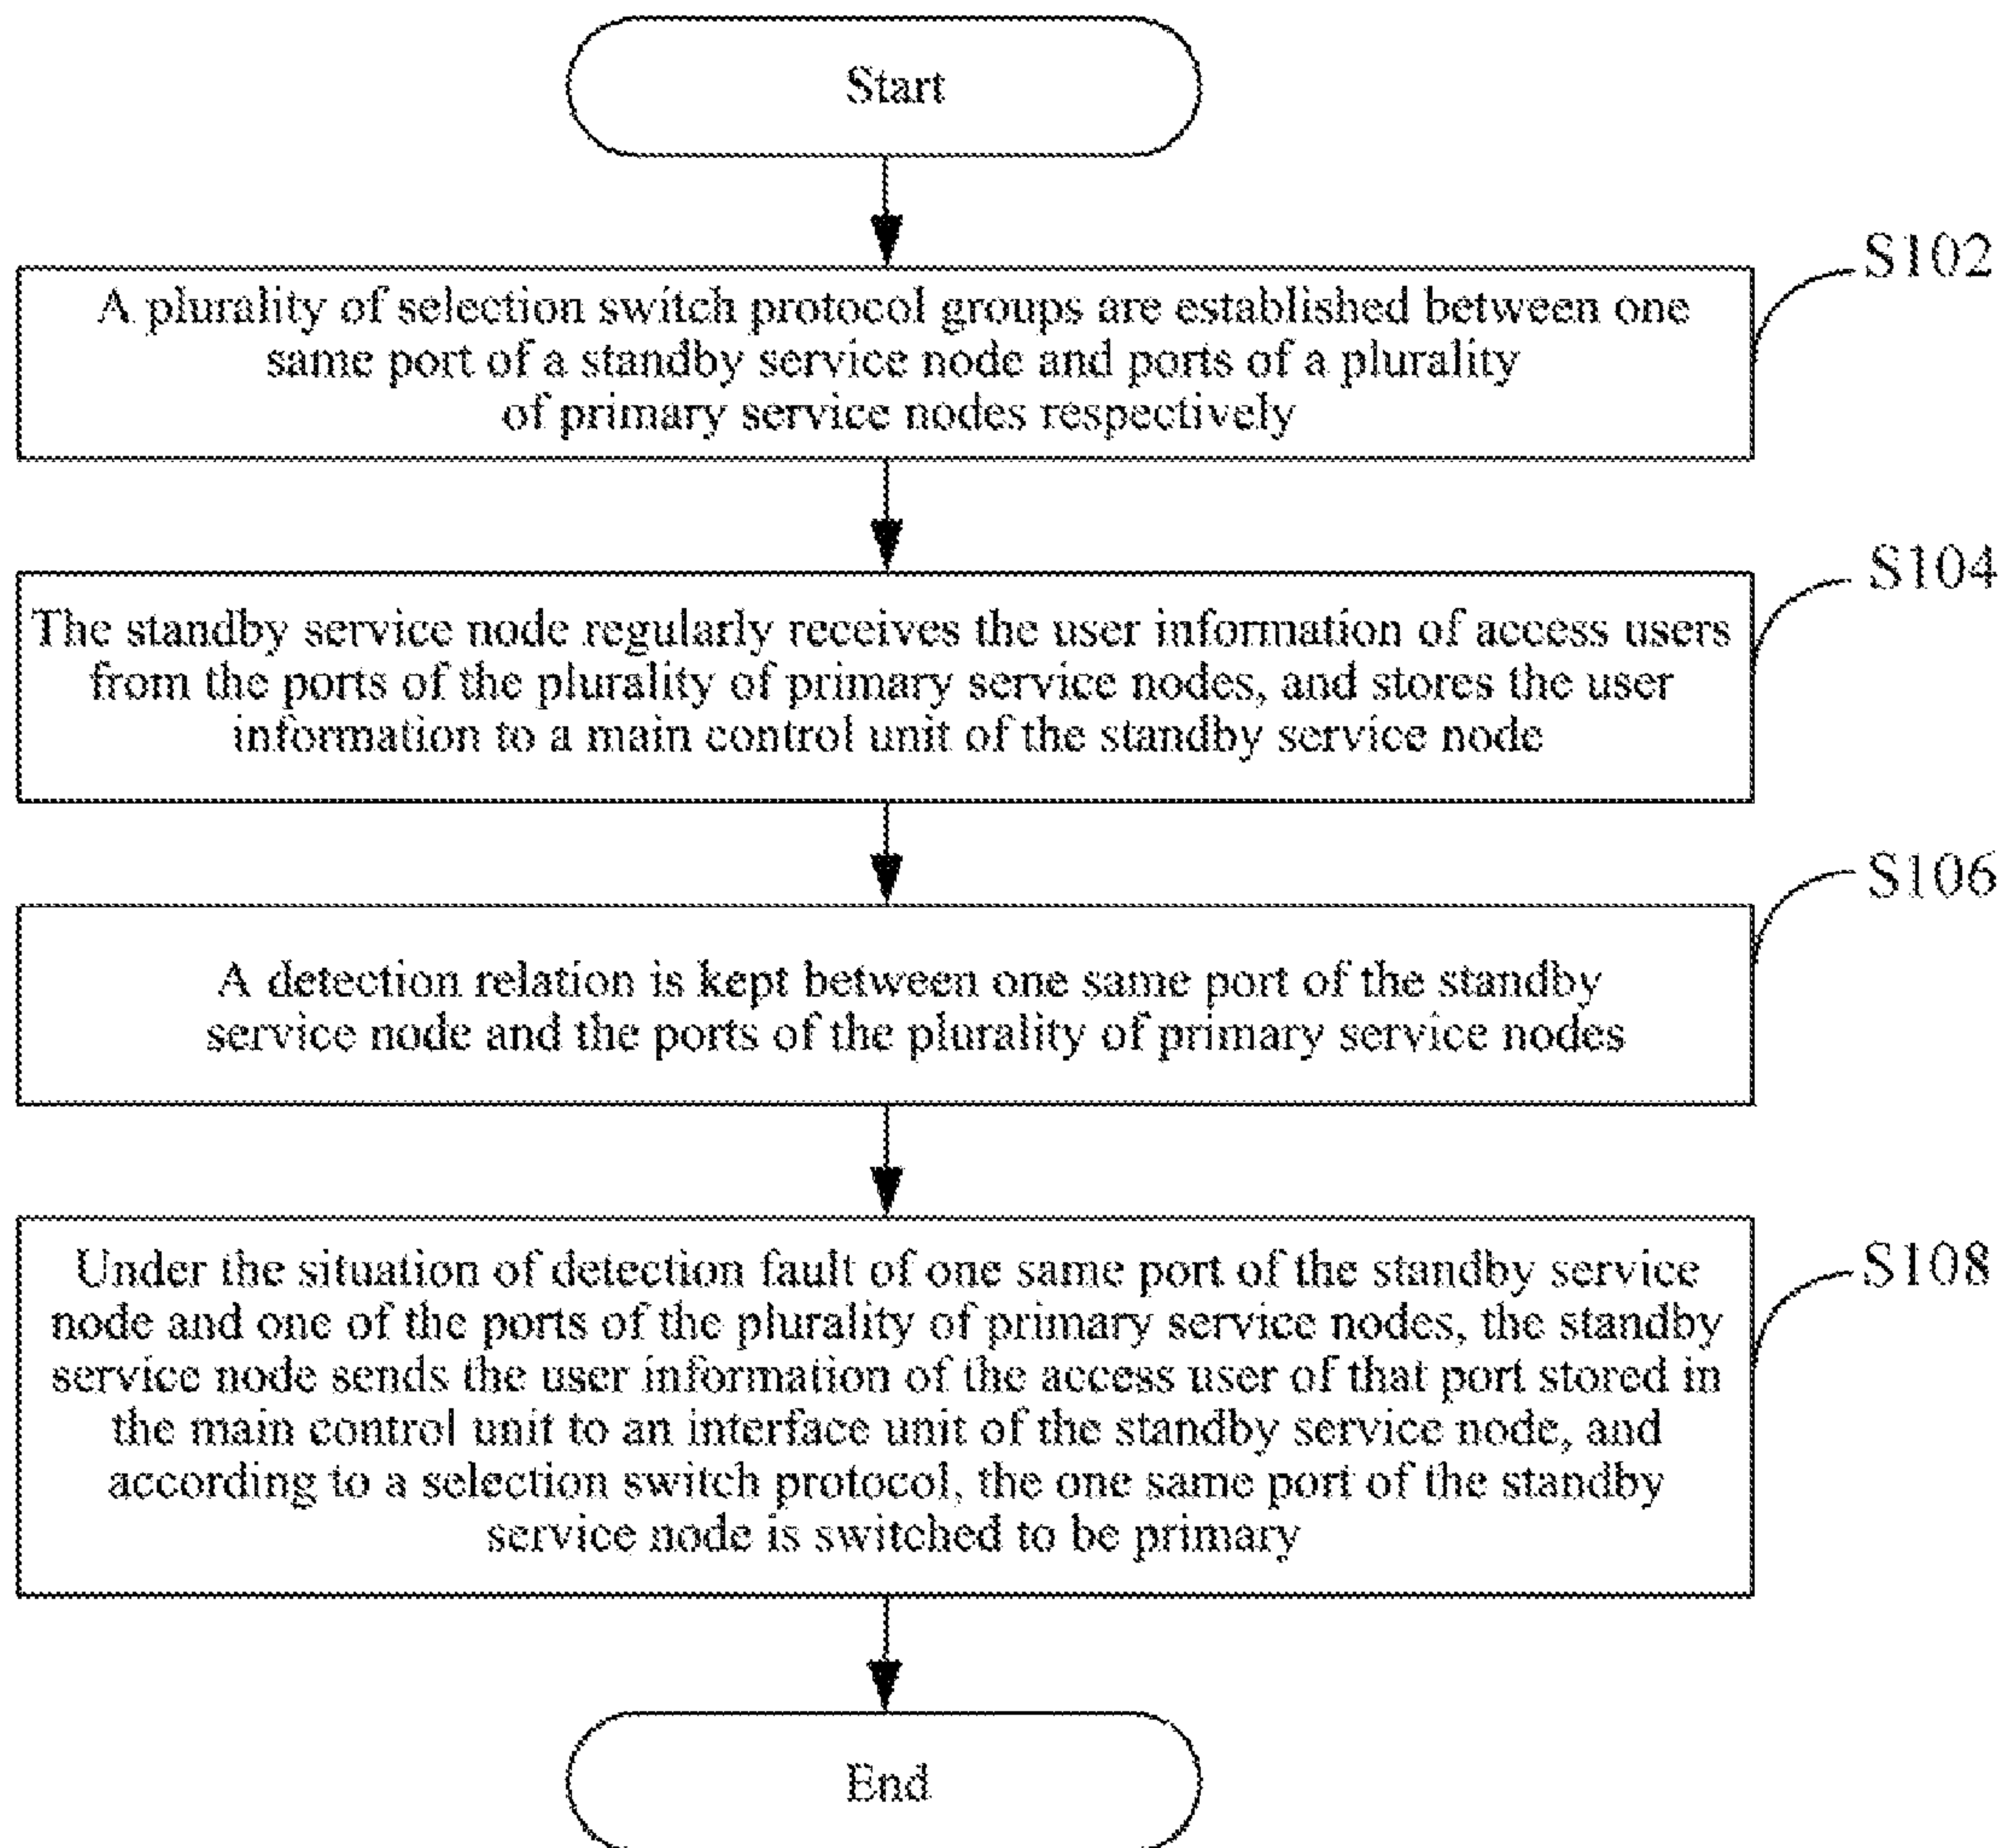 Start
S102
A plurality of selection switch protocol groups are established between one
same port of a standby service node and ports of a plurality
of primary service nodes respectively
S104
The standby service node regularly receives the user information of access users
from the ports of the plurality of primary service nodes, and stores the user
information to a main control unit of the standby service node
S106
A detection relation is kept between one same port of the standby
service node and the ports of the plurality of primary service nodes
S108
Under the situation of detection fault of one same port of the standby service
node and one of the ports of the plurality of primary service nodes, the standby
service node sends the user information of the access user of that port stored in
the main control unit to an interface unit of the standby service node, and
according to a selection switch protocol, the one same port of the standby
service node is switched to be primary
End